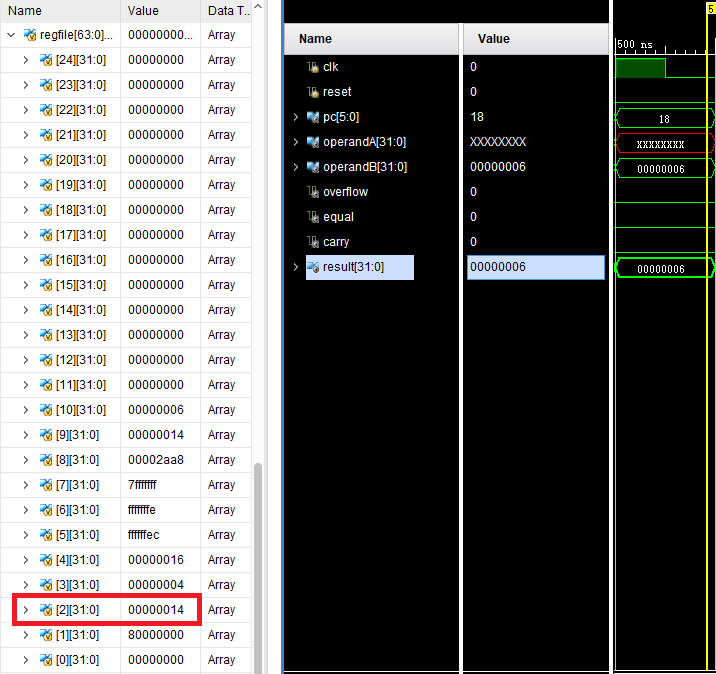 Name Value Data T...
regfile[63:0]... 00000000... Array
[24][31:0] 00000000 Array
[23][31:0] 00000000 Array
[22][31:0] 00000000 Array
[21][31:0] 00000000 Array
[20][31:0] 00000000 Array
[19][31:0] 00000000 Array
[18][31:0] 00000000 Array
[17][31:0] 00000000 Array
[16][31:0] 00000000 Array
[15][31:0] 00000000 Array
[14][31:0] 00000000 Array
[13][31:0] 00000000 Array
[12][31:0] 00000000 Array
[11][31:0] 00000000 Array
[10][31:0] 00000006 Array
[9][31:0] 00000014 Array
[8][31:0] 00002aa8 Array
[7][31:0] 7fffffff Array
[6][31:0] fffffffe Array
[5][31:0] ffffffec Array
[4][31:0] 00000016 Array
[3][31:0] 00000004 Array
[2][31:0] 00000014 Array
[1][31:0] 80000000 Array
[0][31:0] 00000000 Array
Name Value
clk 0
reset 0
pc[5:0] 18
operandA[31:0] XXXXXXXX
operandB[31:0] 00000006
overflow 0
equal 0
carry 0
result[31:0] 00000006
5
500 ns
18
XXXXXXXX
00000006
00000006